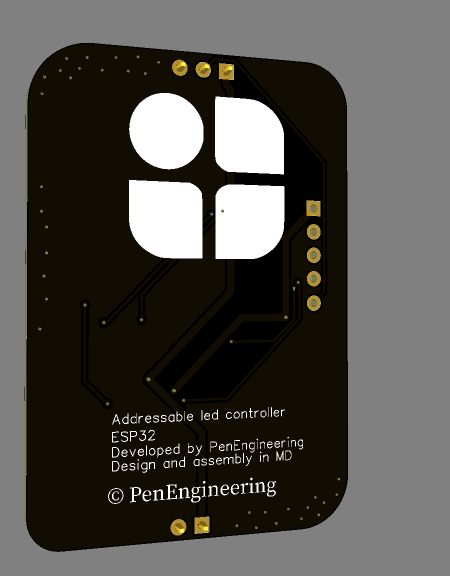 Addressable led controller
ESP32
Developed by PenEngineering
Design and assembly in MD
© PenEngineering